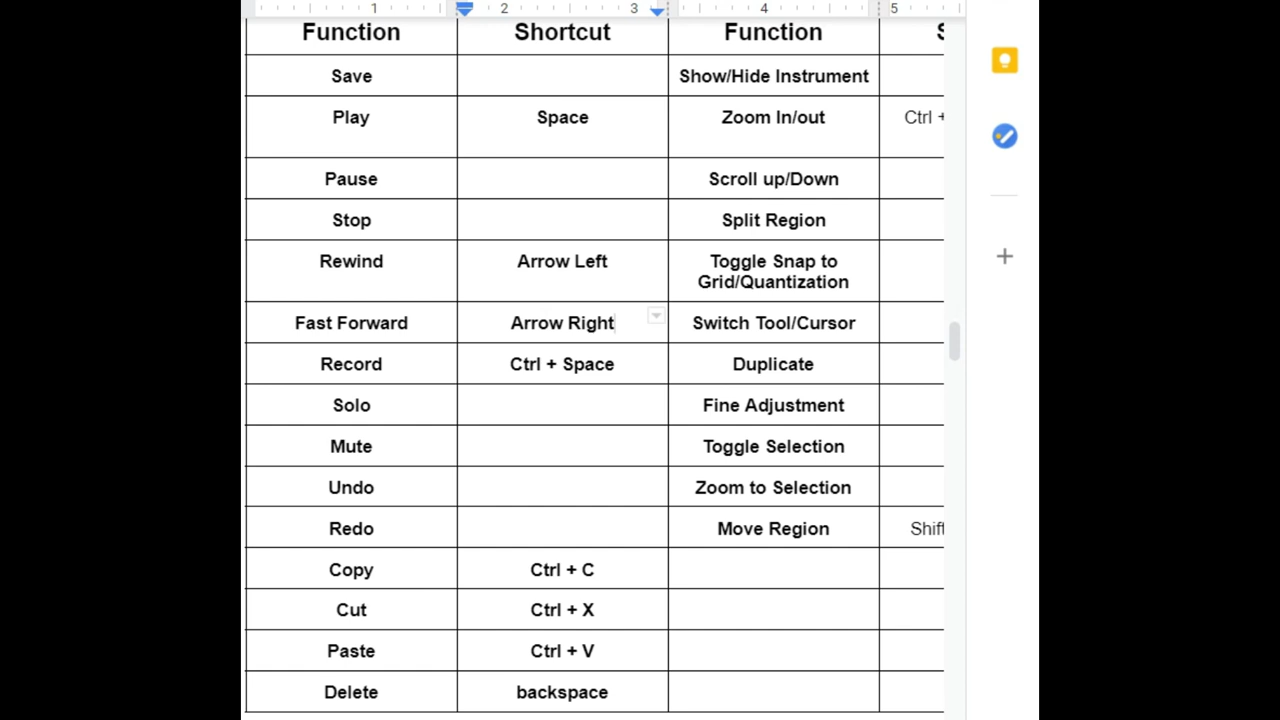 1 2 3 4 5
Function Shortcut Function
Save Show/Hide Instrument
Play Space Zoom In/out Ctrl +
Pause Scroll up/Down
Stop Split Region
Rewind Arrow Left Toggle Snap to
Grid/Quantization
Fast Forward Arrow Right Switch Tool/Cursor
Record Ctrl + Space Duplicate
Solo Fine Adjustment
Mute Toggle Selection
Undo Zoom to Selection
Redo Move Region Shift
Copy Ctrl + C
Cut Ctrl + X
Paste Ctrl + V
Delete backspace